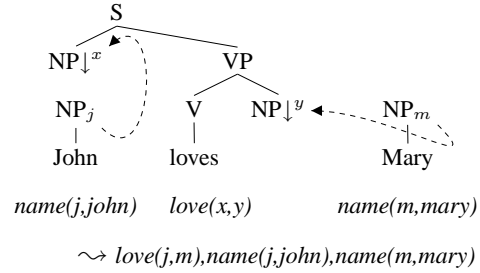 S
NP↓x VP
NPj V NP↓y NPm
John loves Mary
name(j,john) love(x,y) name(m,mary)
⤳ love(j,m),name(j,john),name(m,mary)